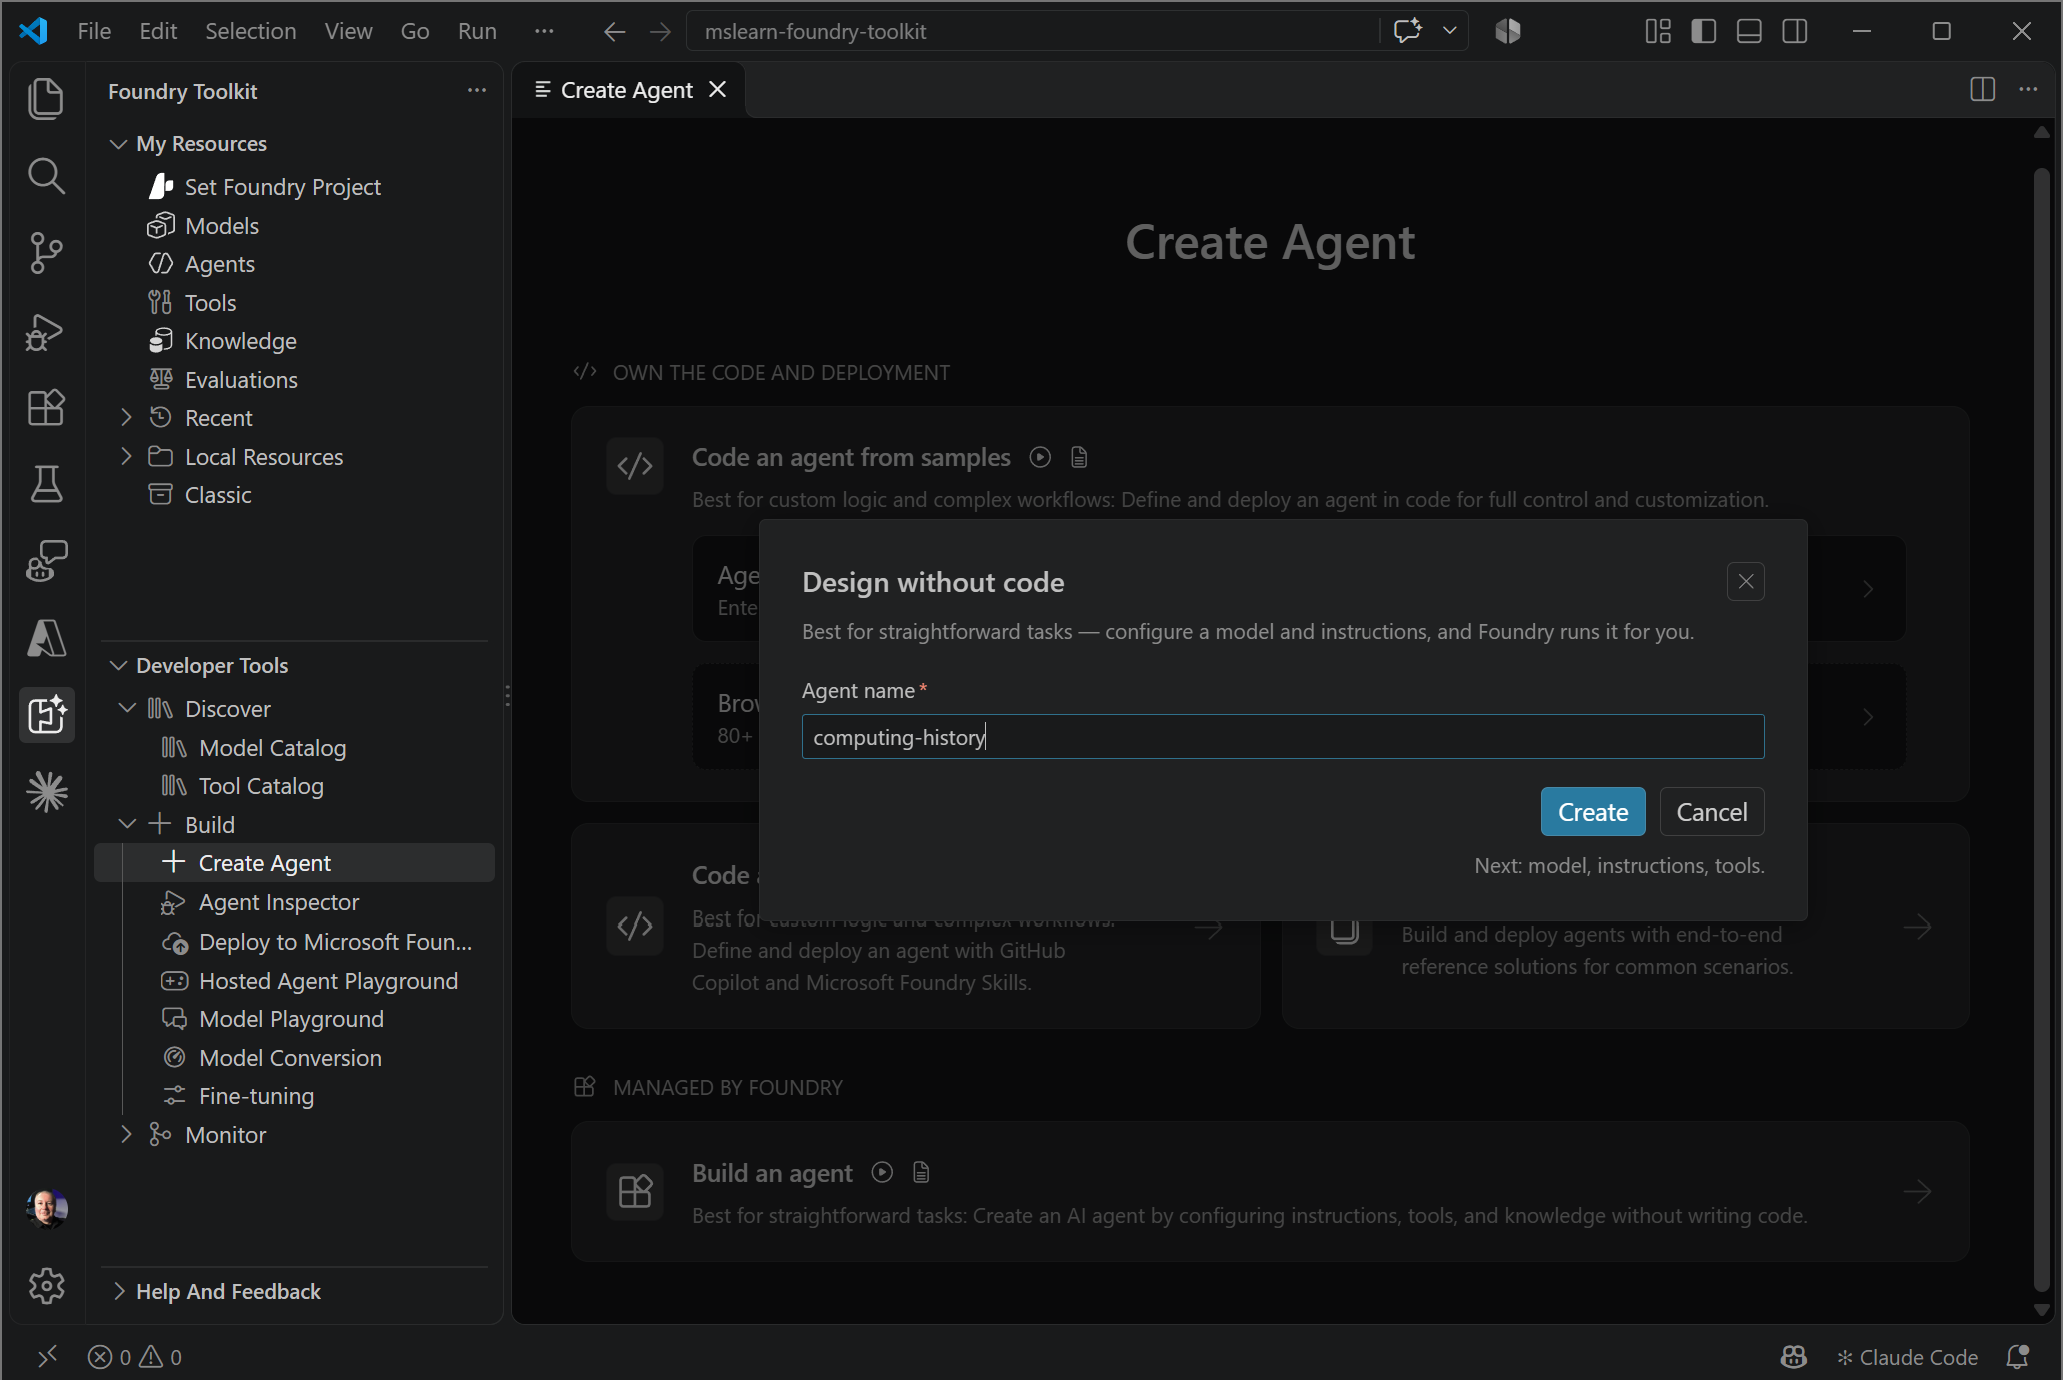 File Edit Selection View Go Run
mslearn-foundry-toolkit
Foundry Toolkit
My Resources
Set Foundry Project
Models
Agents
Tools
Knowledge
Evaluations
Recent
Local Resources
Classic
Developer Tools
Discover
Model Catalog
Tool Catalog
Build
Create Agent
Agent Inspector
Deploy to Microsoft Foun...
Hosted Agent Playground
Model Playground
Model Conversion
Fine-tuning
Monitor
Help And Feedback
Create Agent
Create Agent
OWN THE CODE AND DEPLOYMENT
Code an agent from samples
Best for custom logic and complex workflows: Define and deploy an agent in code for full control and customization.
Age
Ente
Brow
80+
Design without code
Best for straightforward tasks — configure a model and instructions, and Foundry runs it for you.
Agent name*
computing-history
Create Cancel
Next: model, instructions, tools.
Code a
Best for custom logic and complex workflows:
Define and deploy an agent with GitHub
Copilot and Microsoft Foundry Skills.
Build and deploy agents with end-to-end
reference solutions for common scenarios.
MANAGED BY FOUNDRY
Build an agent
Best for straightforward tasks: Create an AI agent by configuring instructions, tools, and knowledge without writing code.
0 0
Claude Code